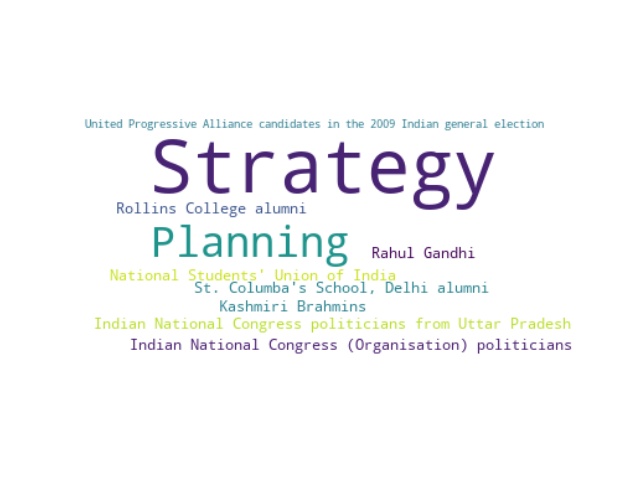 United Progressive Alliance candidates in the 2009 Indian general election
Strategy
Rollins College alumni
Planning
Rahul Gandhi
National Students' Union of India
St. Columba's School, Delhi alumni
Kashmiri Brahmins
Indian National Congress politicians from Uttar Pradesh
Indian National Congress (Organisation) politicians